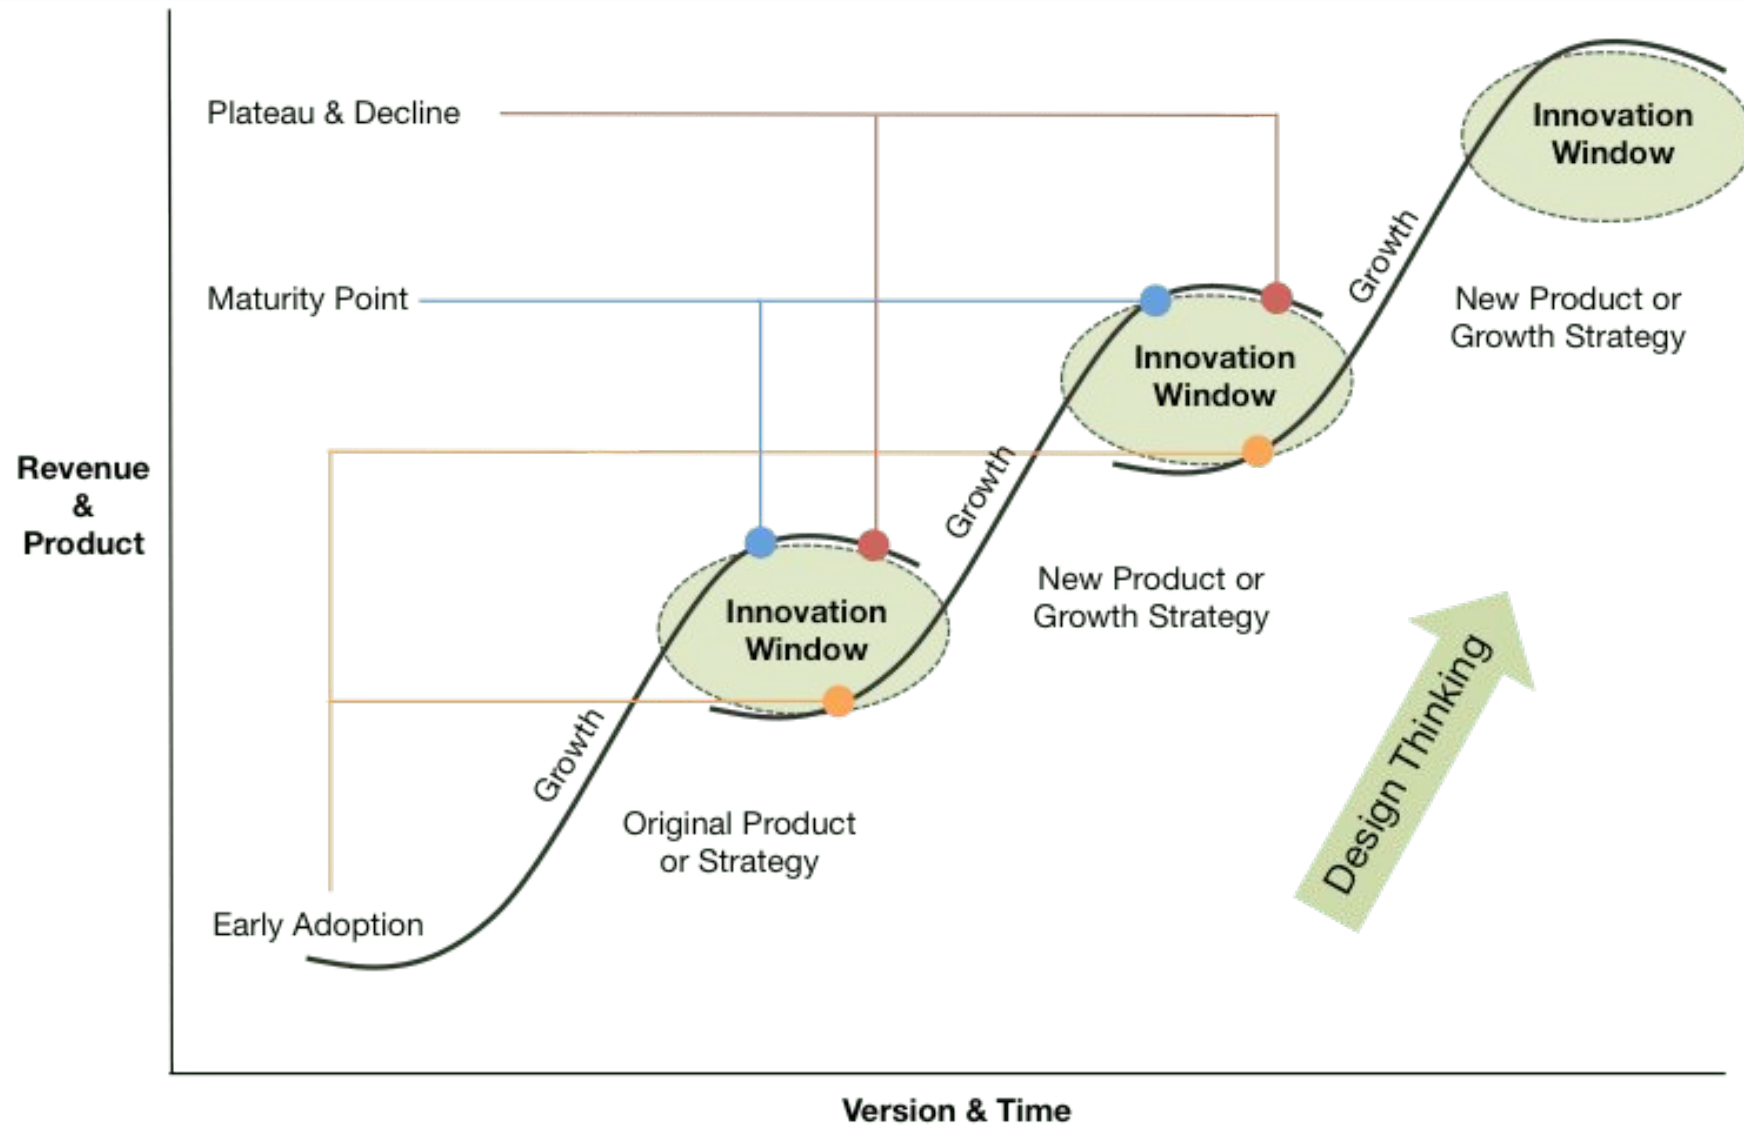 Plateau & Decline
Innovation
Window
Maturity Point
Growth
New Product or
Growth Strategy
Innovation
Window
Revenue
&
Product
Growth
New Product or
Growth Strategy
Innovation
Window
Growth
Original Product
or Strategy
Design Thinking
Early Adoption
Version & Time